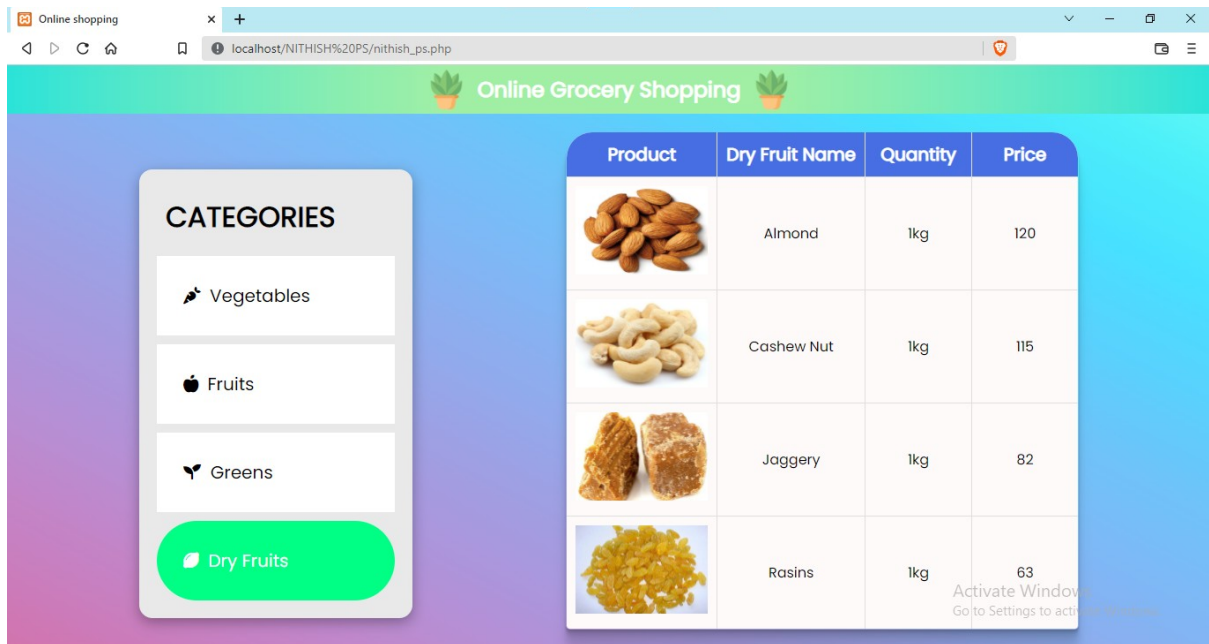 Online shopping
localhost/NITHISH%20PS/nithish_ps.php
Online Grocery Shopping
CATEGORIES
Vegetables
Fruits
Greens
Dry Fruits
Product Dry Fruit Name Quantity Price
Almond 1kg 120
Cashew Nut 1kg 115
Jaggery 1kg 82
Rasins 1kg 63
Activate Windows
Go to Settings to activate Windows.